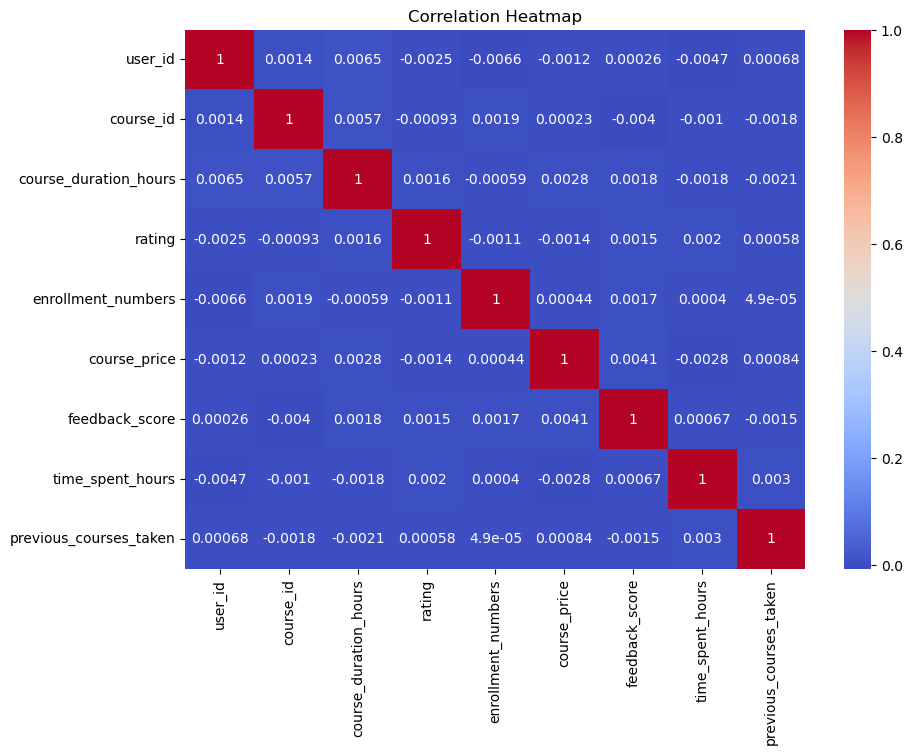 Correlation Heatmap
user_id 1 0.0014 0.0065 -0.0025 -0.0066 -0.0012 0.00026 -0.0047 0.00068
course_id 0.0014 1 0.0057 -0.00093 0.0019 0.00023 -0.004 -0.001 -0.0018
course_duration_hours 0.0065 0.0057 1 0.0016 -0.00059 0.0028 0.0018 -0.0018 -0.0021
rating -0.0025 -0.00093 0.0016 1 -0.0011 -0.0014 0.0015 0.002 0.00058
enrollment_numbers -0.0066 0.0019 -0.00059 -0.0011 1 0.00044 0.0017 0.0004 4.9e-05
course_price -0.0012 0.00023 0.0028 -0.0014 0.00044 1 0.0041 -0.0028 0.00084
feedback_score 0.00026 -0.004 0.0018 0.0015 0.0017 0.0041 1 0.00067 -0.0015
time_spent_hours -0.0047 -0.001 -0.0018 0.002 0.0004 -0.0028 0.00067 1 0.003
previous_courses_taken 0.00068 -0.0018 -0.0021 0.00058 4.9e-05 0.00084 -0.0015 0.003 1
user_id
course_id
course_duration_hours
rating
enrollment_numbers
course_price
feedback_score
time_spent_hours
previous_courses_taken
1.0
0.8
0.6
0.4
0.2
0.0